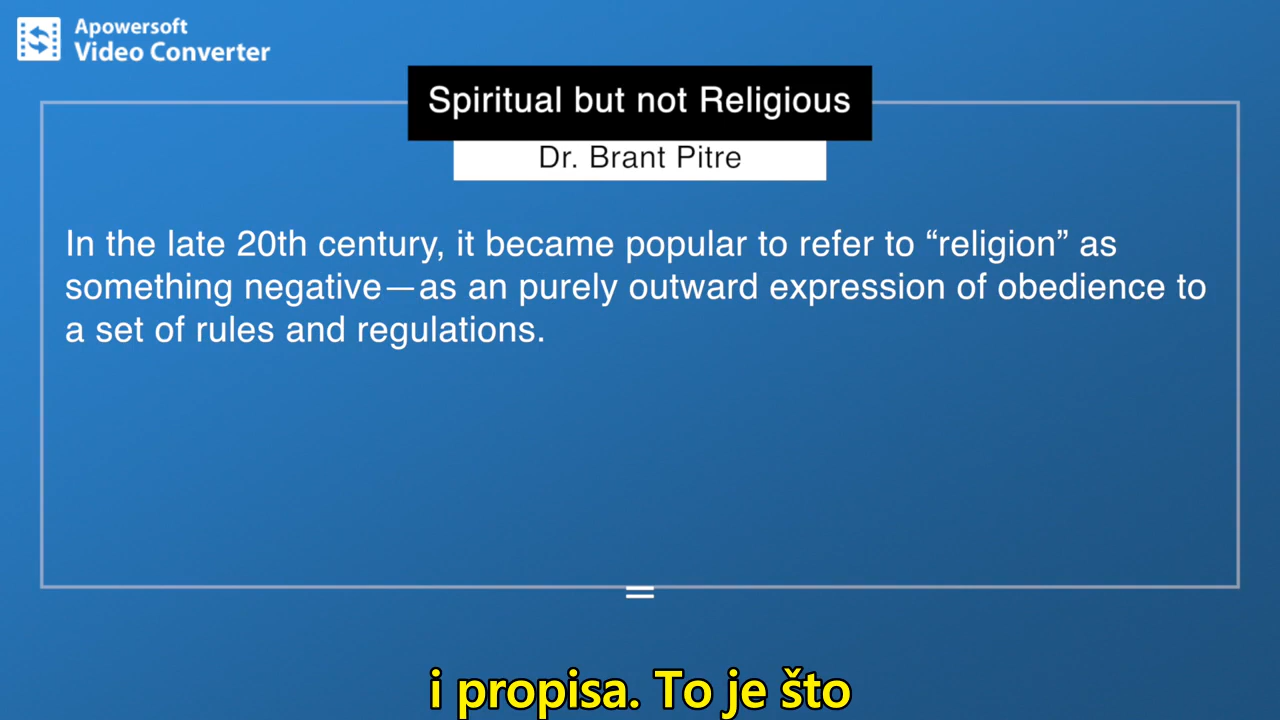 Apowersoft
Video Converter
Spiritual but not Religious
Dr. Brant Pitre
In the late 20th century, it became popular to refer to “religion” as
something negative—as an purely outward expression of obedience to
a set of rules and regulations.
i propisa. To je što